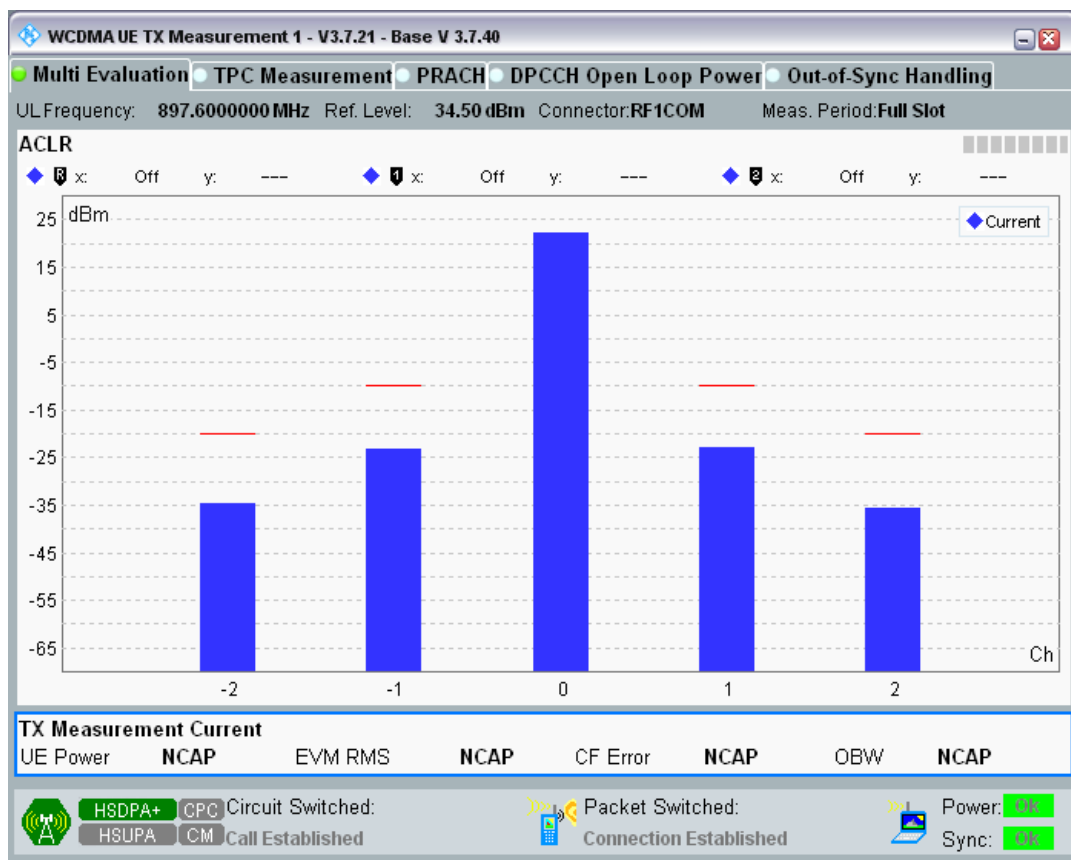 WCDMA UE TX Measurement 1 - V3.7.21 - Base V 3.7.40
Multi Evaluation TPC Measurement PRACH DPCCH Open Loop Power Out-of-Sync Handling
UL Frequency: 897.6000000 MHz Ref. Level: 34.50 dBm Connector:RF1COM Meas. Period:Full Slot
ACLR
R x: Off y: --- 1 x: Off y: --- 2 x: Off y: ---
dBm
Current
25
15
5
-5
-15
-25
-35
-45
-55
-65
Ch
-2 -1 0 1 2
TX Measurement Current
UE Power NCAP EVM RMS NCAP CF Error NCAP OBW NCAP
HSDPA+ CPC Circuit Switched: Packet Switched: Power: OK
HSUPA CM Call Established Connection Established Sync: OK